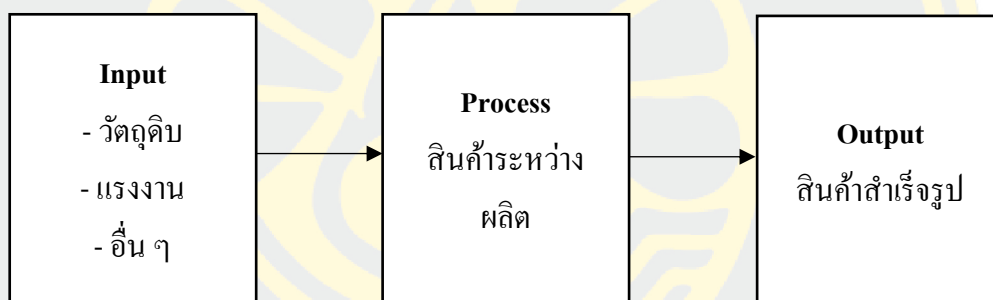 Input
- วัตถุดิบ
- แรงงาน
- อื่น ๆ
Process
สินค้าระหว่าง
ผลิต
Output
สินค้าสำเร็จรูป